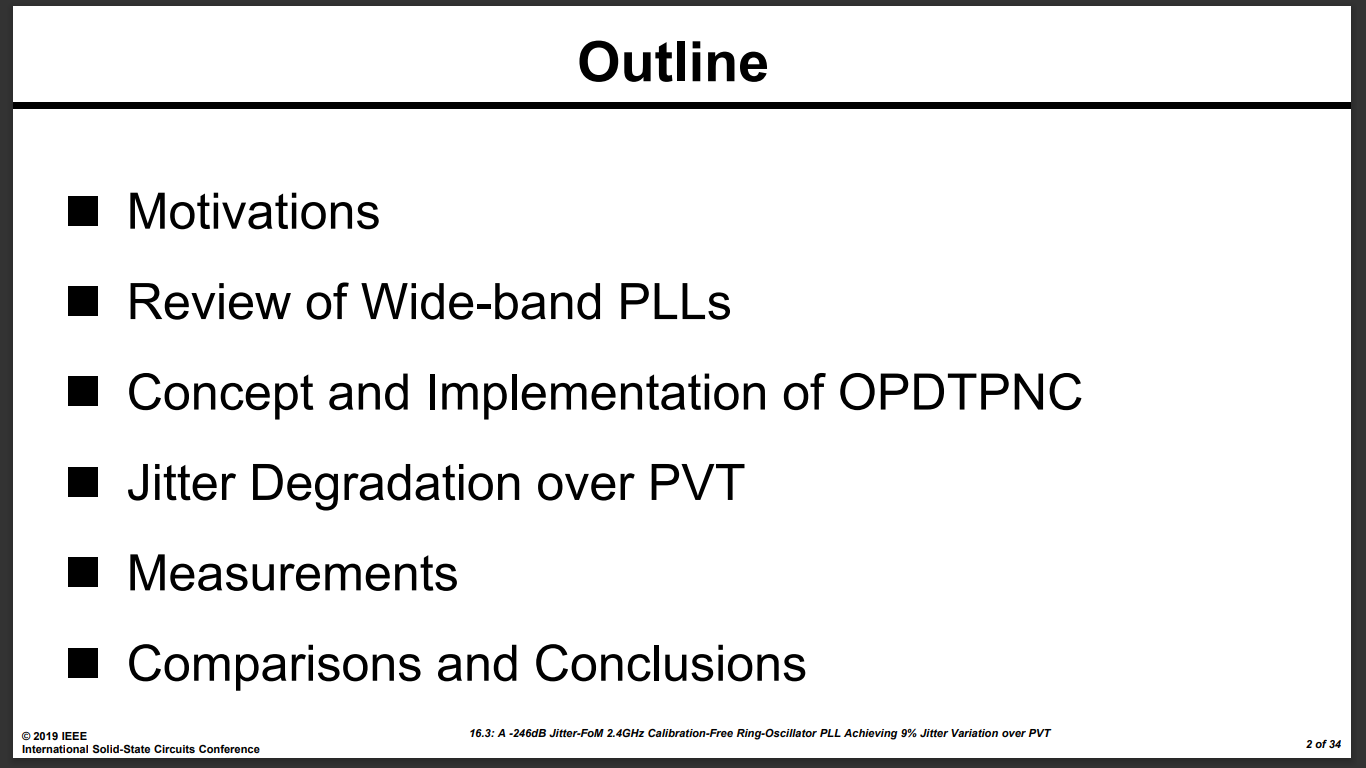 Outline
Motivations
Review of Wide-band PLLs
Concept and Implementation of OPDTPNC
Jitter Degradation over PVT
Measurements
Comparisons and Conclusions
© 2019 IEEE
International Solid-State Circuits Conference
16.3: A -246dB Jitter-FoM 2.4GHz Calibration-Free Ring-Oscillator PLL Achieving 9% Jitter Variation over PVT
2 of 34